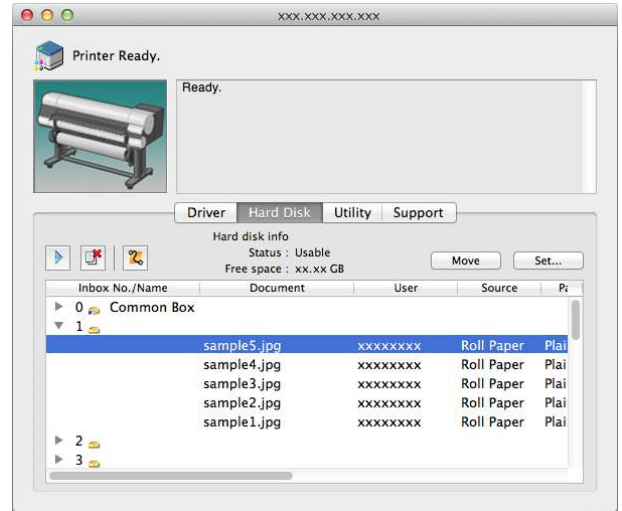 xxx.xxx.xxx.xxx
Printer Ready.
Ready.
Driver Hard Disk Utility Support
Hard disk info
Status : Usable
Free space : xx.xx GB
Move Set...
Inbox No./Name Document User Source Pa
0 Common Box
1
sample5.jpg xxxxxxxx Roll Paper Plai
sample4.jpg xxxxxxxx Roll Paper Plai
sample3.jpg xxxxxxxx Roll Paper Plai
sample2.jpg xxxxxxxx Roll Paper Plai
sample1.jpg xxxxxxxx Roll Paper Plai
2
3